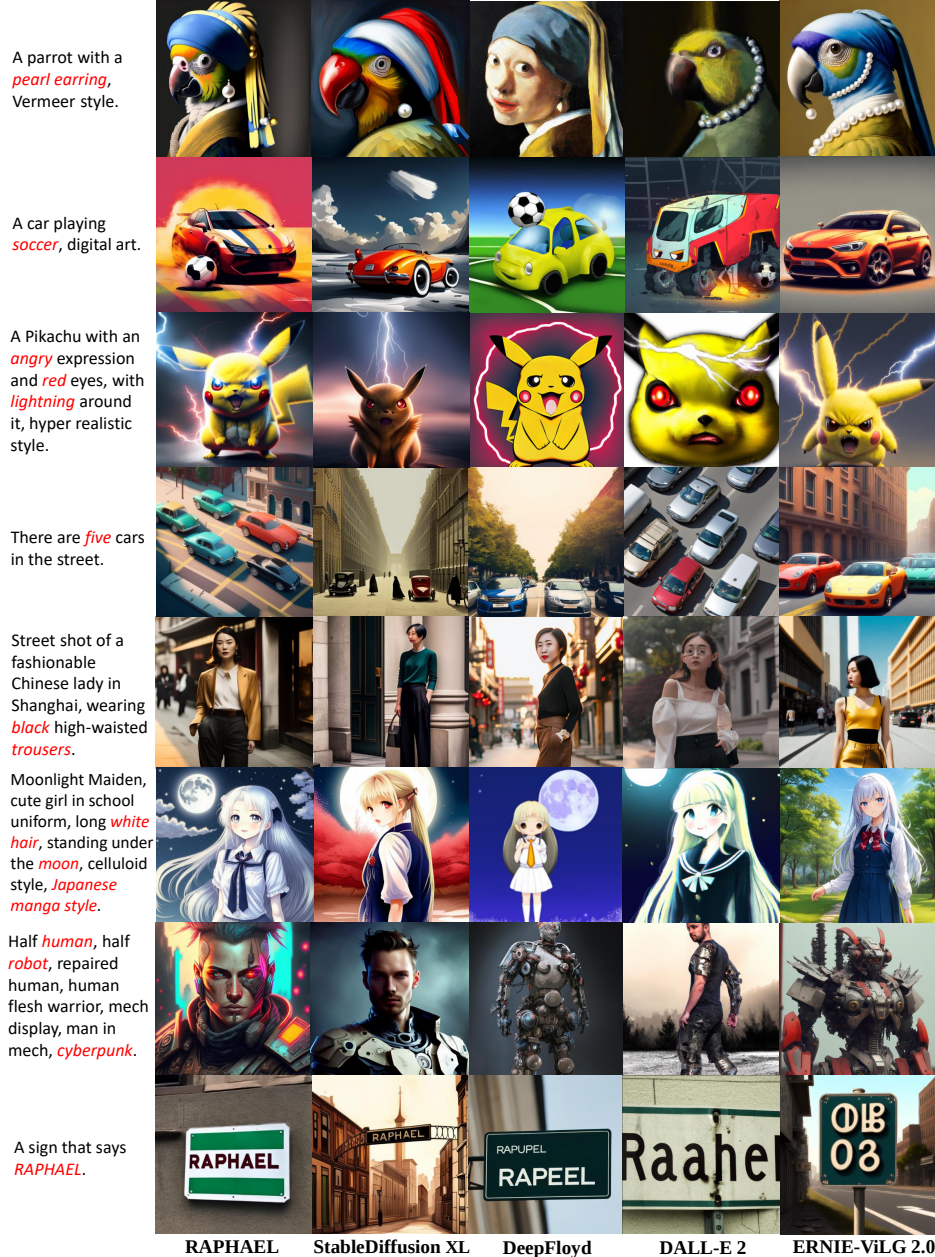 A parrot with a
pearl earring,
Vermeer style.
A car playing
soccer, digital art.
A Pikachu with an
angry expression
and red eyes, with
lightning around
it, hyper realistic
style.
There are five cars
in the street.
Street shot of a
fashionable
Chinese lady in
Shanghai, wearing
black high-waisted
trousers.
Moonlight Maiden,
cute girl in school
uniform, long white
hair, standing under
the moon, celluloid
style, Japanese
manga style.
Half human, half
robot, repaired
human, human
flesh warrior, mech
display, man in
mech, cyberpunk.
A sign that says
RAPHAEL.
RAPHAEL
RAPHAEL
RAPUPEL
RAPEEL
Raahel
RAPHAEL StableDiffusion XL DeepFloyd DALL-E 2 ERNIE-ViLG 2.0